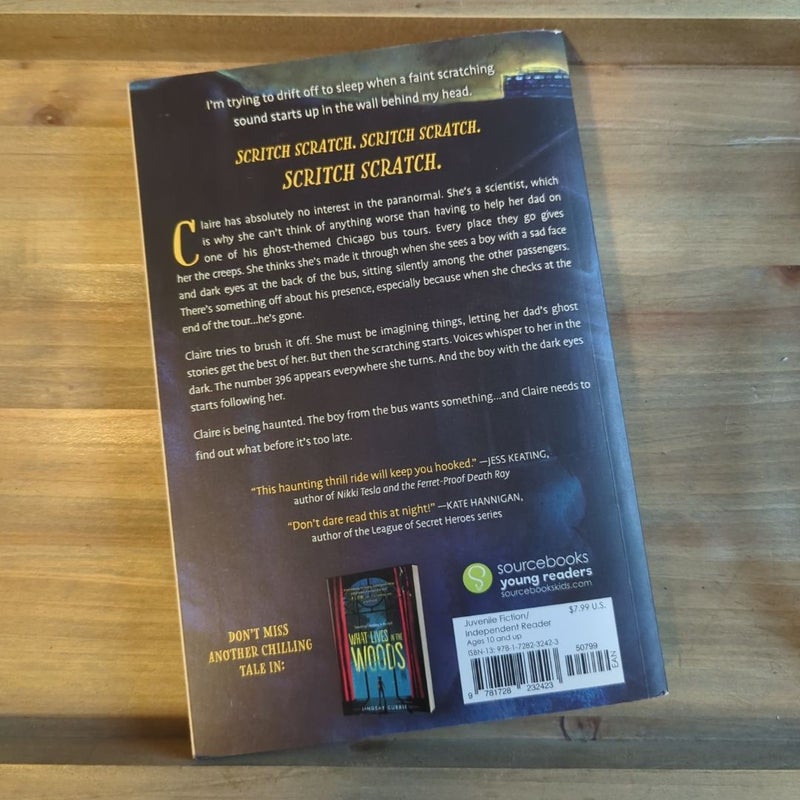 I'm trying to drift off to sleep when a faint scratching
sound starts up in the wall behind my head.
SCRITCH SCRATCH. SCRITCH SCRATCH.
SCRITCH SCRATCH.
Claire has absolutely no interest in the paranormal. She's a scientist, which
is why she can't think of anything worse than having to help her dad on
one of his ghost-themed Chicago bus tours. Every place they go gives
her the creeps. She thinks she's made it through when she sees a boy with a sad face
and dark eyes at the back of the bus, sitting silently among the other passengers.
There's something off about his presence, especially because when she checks at the
end of the tour...he's gone.
Claire tries to brush it off. She must be imagining things, letting her dad's ghost
stories get the best of her. But then the scratching starts. Voices whisper to her in the
dark. The number 396 appears everywhere she turns. And the boy with the dark eyes
starts following her.
Claire is being haunted. The boy from the bus wants something...and Claire needs to
find out what before it's too late.
"This haunting thrill ride will keep you hooked." —JESS KEATING,
author of Nikki Tesla and the Ferret-Proof Death Ray
"Don't dare read this at night!" —KATE HANNIGAN,
author of the League of Secret Heroes series
DON'T MISS
ANOTHER CHILLING
TALE IN:
WHAT LIVES IN THE
WOODS
LINDSAY CURRIE
sourcebooks
young readers
sourcebookskids.com
Juvenile Fiction/
Independent Reader
Ages 10 and up
$7.99 U.S.
ISBN-13: 978-1-7282-3242-3
50799
EAN
9 781728 232423